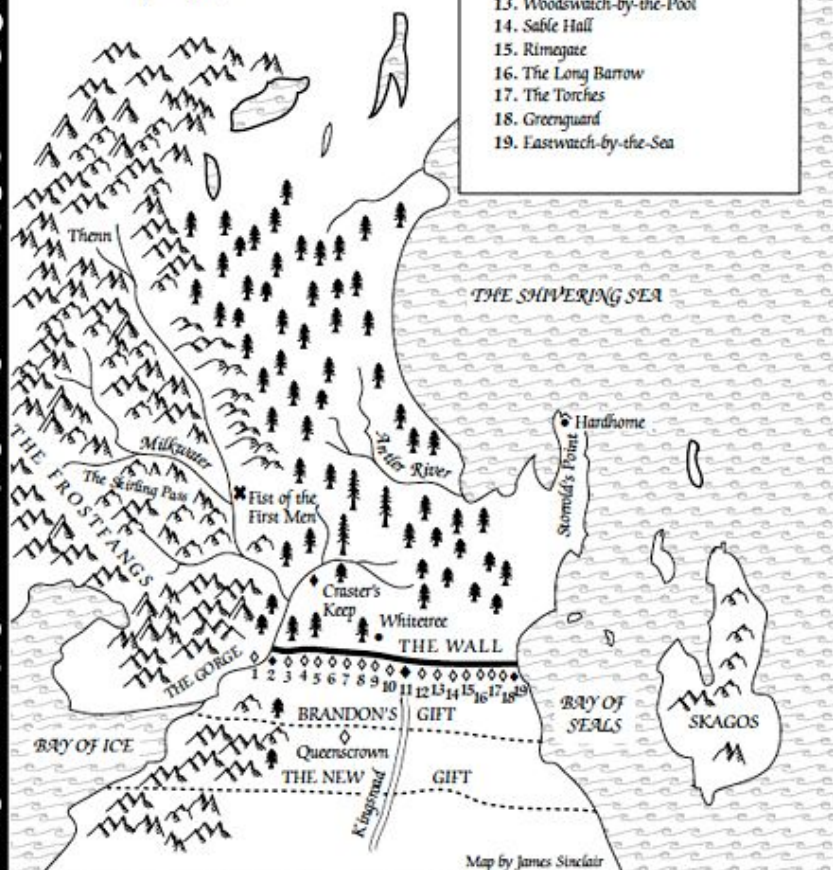 13. Woodswatch-by-the-Pool
14. Sable Hall
15. Rimegate
16. The Long Barrow
17. The Torches
18. Greenguard
19. Eastwatch-by-the-Sea
Thenn
THE SHIVERING SEA
Hardhome
Storrold's Point
Antler River
Milkwater
The Skirling Pass
THE FROSTFANGS
Fist of the
First Men
Craster's
Keep
Whitetree
THE WALL
THE GORGE
1 2 3 4 5 6 7 8 9 10 11 12 13 14 15 16 17 18 19
BRANDON'S GIFT
BAY OF
SEALS
SKAGOS
BAY OF ICE
Queenscrown
THE NEW GIFT
Kingsroad
Map by James Sinclair